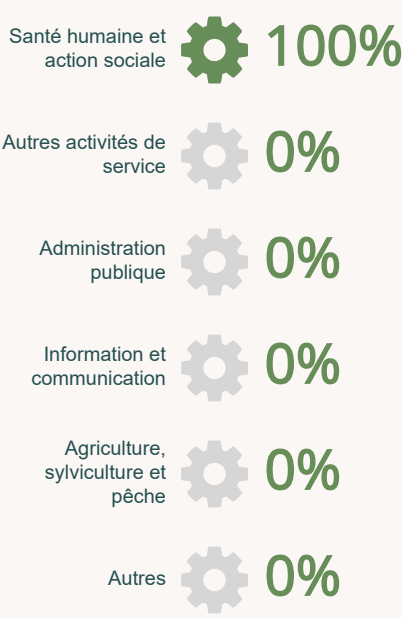 Santé humaine et
action sociale
100%
Autres activités de
service
0%
Administration
publique
0%
Information et
communication
0%
Agriculture,
sylviculture et
pêche
0%
Autres
0%